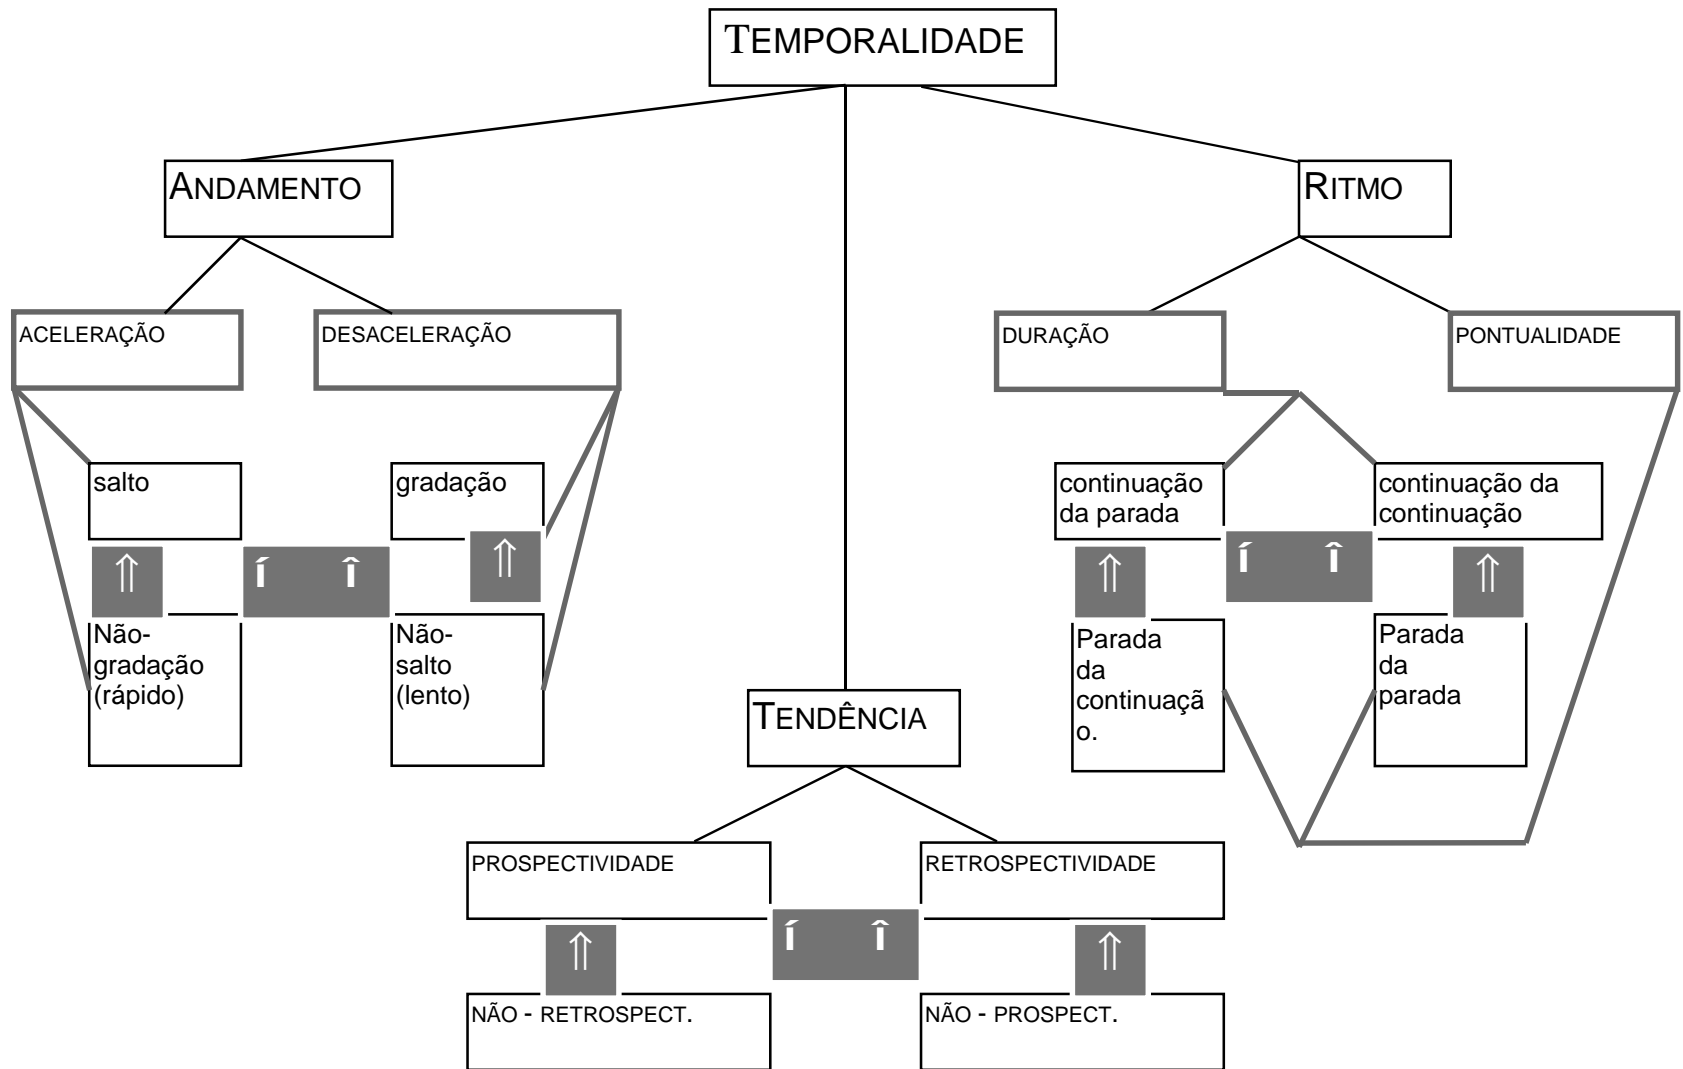 TEMPORALIDADE
ANDAMENTO
RITMO
ACELERAÇÃO
DESACELERAÇÃO
DURAÇÃO
PONTUALIDADE
salto
gradação
continuação
da parada
continuação da
continuação
⇑
í î
⇑
⇑
í î
⇑
Não-
gradação
(rápido)
Não-
salto
(lento)
Parada
da
continuaçã
o.
Parada
da
parada
TENDÊNCIA
PROSPECTIVIDADE
RETROSPECTIVIDADE
⇑
í î
⇑
NÃO - RETROSPECT.
NÃO - PROSPECT.